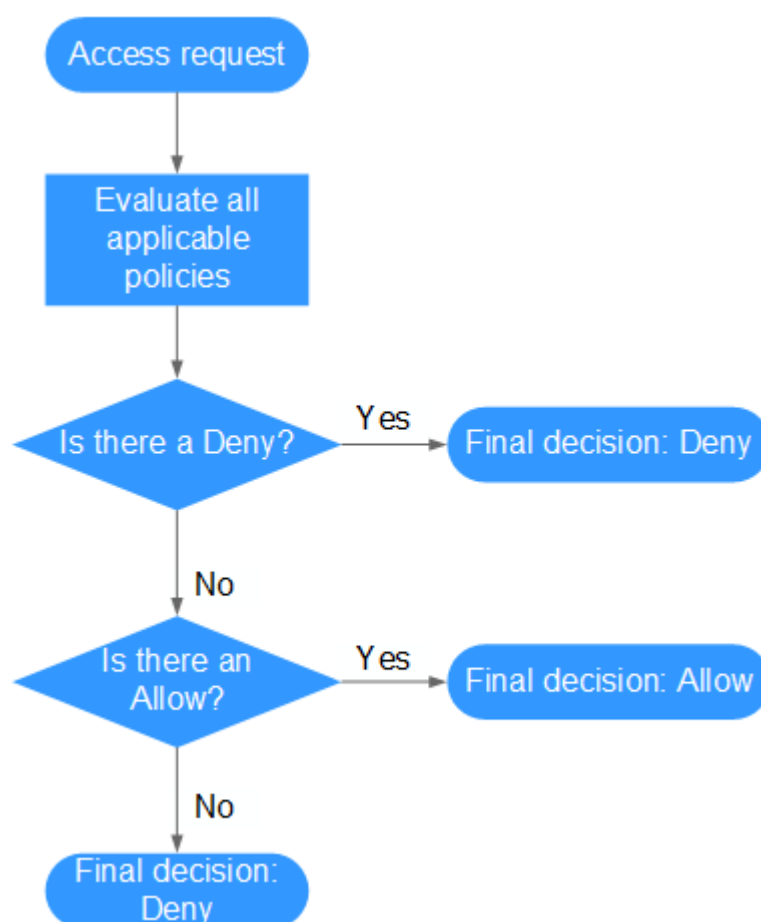 Access request
Evaluate all
applicable
policies
Is there a Deny?
Yes
Final decision: Deny
No
Is there an
Allow?
Yes
Final decision: Allow
No
Final decision:
Deny